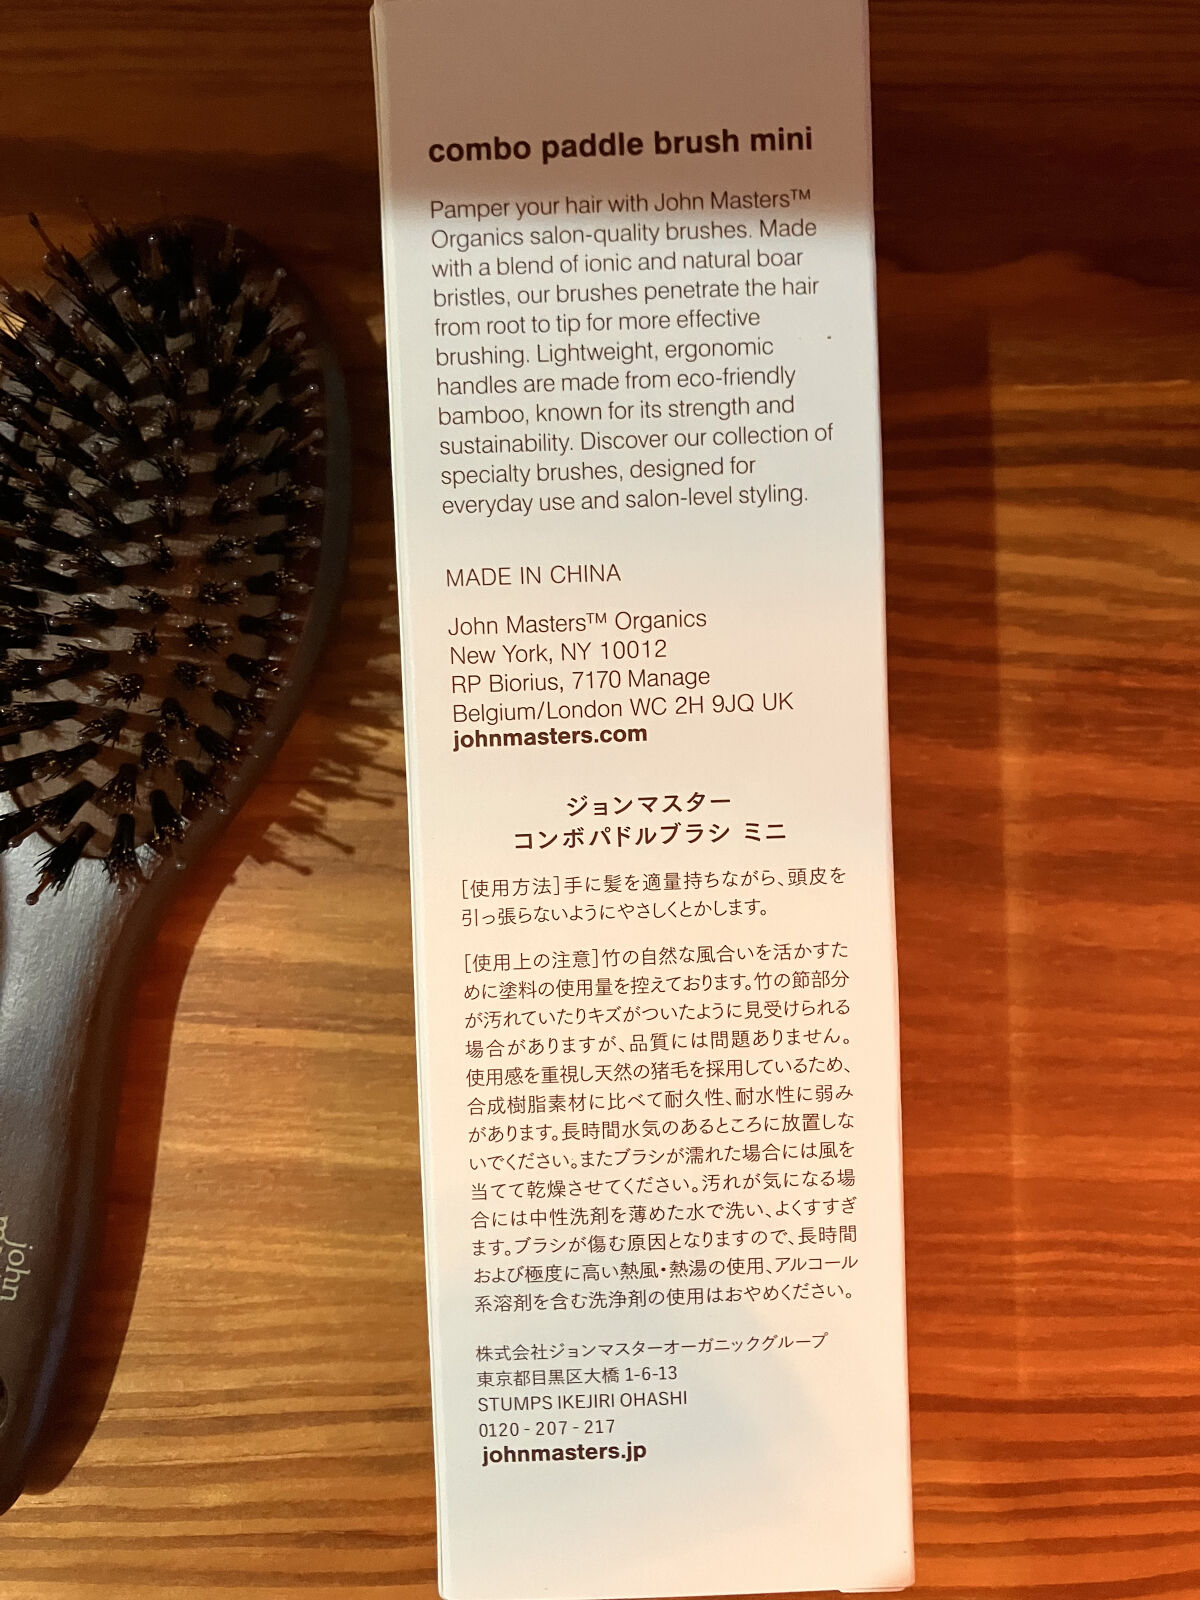 combo paddle brush mini
Pamper your hair with John Masters™
Organics salon-quality brushes. Made
with a blend of ionic and natural boar
bristles, our brushes penetrate the hair
from root to tip for more effective
brushing. Lightweight, ergonomic
handles are made from eco-friendly
bamboo, known for its strength and
sustainability. Discover our collection of
specialty brushes, designed for
everyday use and salon-level styling.
MADE IN CHINA
John Masters™ Organics
New York, NY 10012
RP Biorius, 7170 Manage
Belgium/London WC 2H 9JQ UK
johnmasters.com
ジョンマスター
コンボパドルブラシ ミニ
[使用方法]手に髪を適量持ちながら、頭皮を
引っ張らないようにやさしくとかします。
[使用上の注意]竹の自然な風合いを活かすた
めに塗料の使用量を控えております。竹の節部分
が汚れていたりキズがついたように見受けられる
場合がありますが、品質には問題ありません。
使用感を重視し天然の猪毛を採用しているため、
合成樹脂素材に比べて耐久性、耐水性に弱み
があります。長時間水気のあるところに放置しな
いでください。またブラシが濡れた場合には風を
当てて乾燥させてください。汚れが気になる場
合には中性洗剤を薄めた水で洗い、よくすすぎ
ます。ブラシが傷む原因となりますので、長時間
および極度に高い熱風・熱湯の使用、アルコール
系溶剤を含む洗浄剤の使用はおやめください。
株式会社ジョンマスターオーガニックグループ
東京都目黒区大橋 1-6-13
STUMPS IKEJIRI OHASHI
0120 - 207 - 217
johnmasters.jp
john